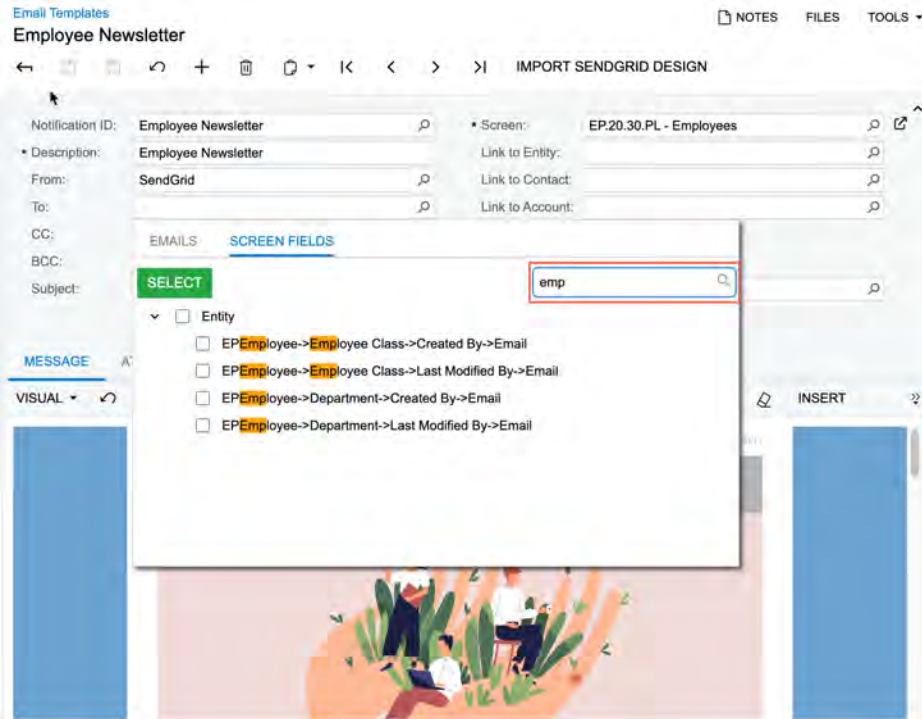 Email Templates
NOTES FILES TOOLS
Employee Newsletter
IMPORT SENDGRID DESIGN
Notification ID: Employee Newsletter • Screen: EP.20.30.PL - Employees
• Description: Employee Newsletter Link to Entity:
From: SendGrid Link to Contact:
To: Link to Account:
CC:
EMAILS SCREEN FIELDS
BCC:
SELECT emp
Subject:
Entity
EPEmployee->Employee Class->Created By->Email
MESSAGE
EPEmployee->Employee Class->Last Modified By->Email
VISUAL EPEmployee->Department->Created By->Email INSERT
EPEmployee->Department->Last Modified By->Email